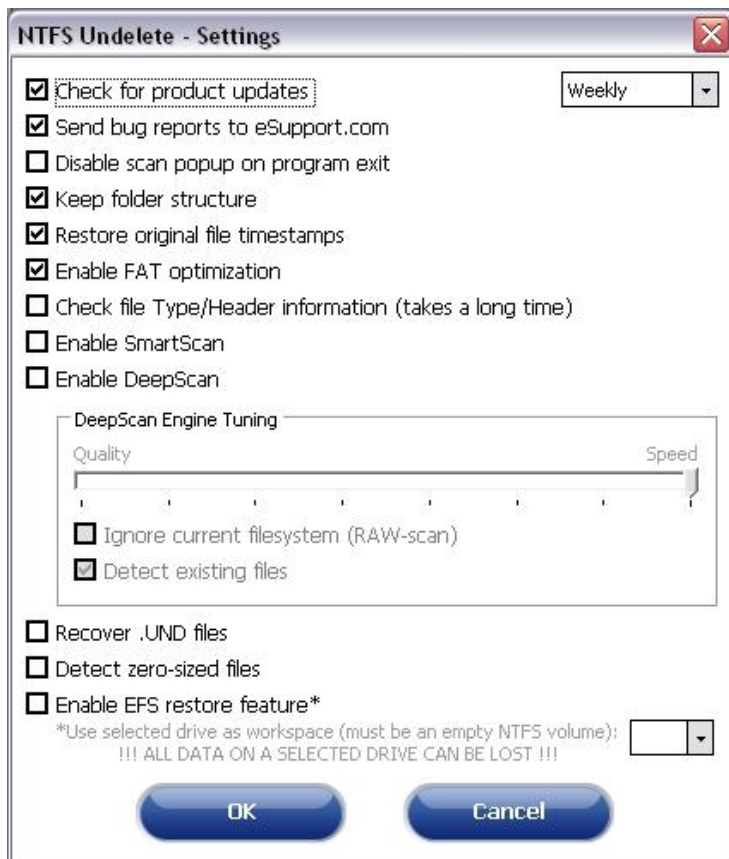 NTFS Undelete - Settings
Check for product updates
Weekly
Send bug reports to eSupport.com
Disable scan popup on program exit
Keep folder structure
Restore original file timestamps
Enable FAT optimization
Check file Type/Header information (takes a long time)
Enable SmartScan
Enable DeepScan
DeepScan Engine Tuning
Quality
Speed
Ignore current filesystem (RAW-scan)
Detect existing files
Recover .UND files
Detect zero-sized files
Enable EFS restore feature*
*Use selected drive as workspace (must be an empty NTFS volume):
!!! ALL DATA ON A SELECTED DRIVE CAN BE LOST !!!
OK
Cancel